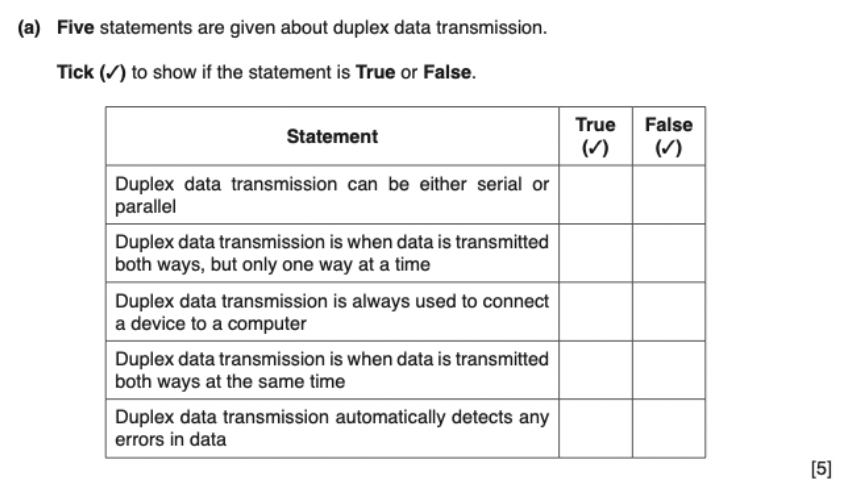 (a) Five statements are given about duplex data transmission.
Tick (✓) to show if the statement is True or False.
Statement
True
(✓)
False
(✓)
Duplex data transmission can be either serial or
parallel
Duplex data transmission is when data is transmitted
both ways, but only one way at a time
Duplex data transmission is always used to connect
a device to a computer
Duplex data transmission is when data is transmitted
both ways at the same time
Duplex data transmission automatically detects any
errors in data
[5]